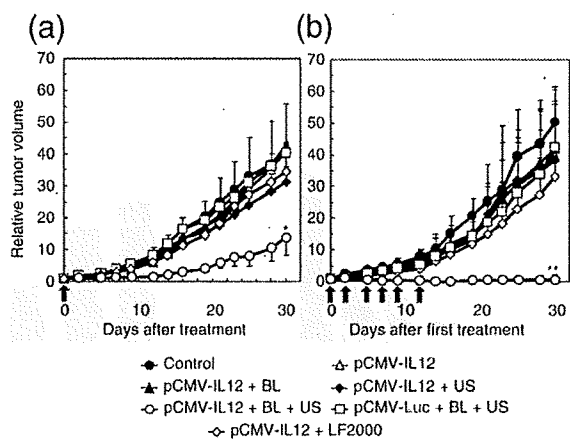 (a)
(b)
Relative tumor volume
70
60
50
40
30
20
10
0
*
0 10 20 30
Days after treatment
70
60
50
40
30
20
10
0
**
0 10 20 30
Days after first treatment
Control
pCMV-IL12
pCMV-IL12 + BL
pCMV-IL12 + US
pCMV-IL12 + BL + US
pCMV-Luc + BL + US
pCMV-IL12 + LF2000